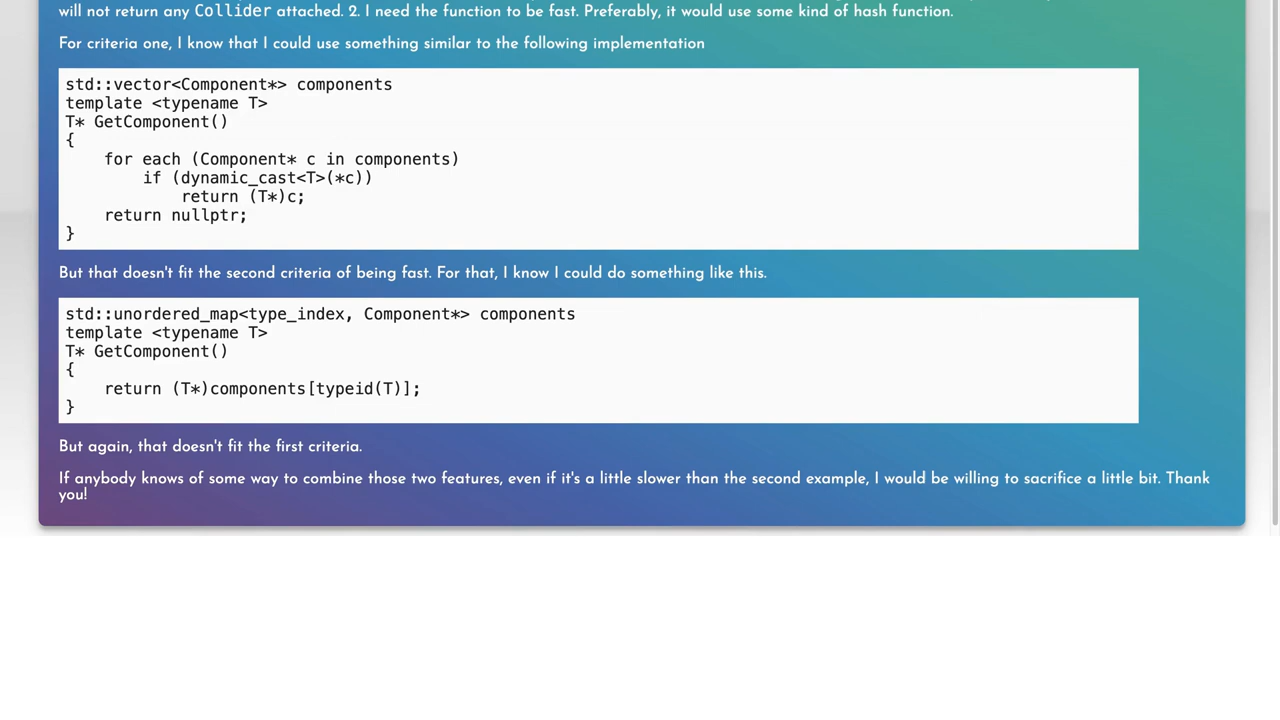 will not return any Collider attached. 2. I need the function to be fast. Preferably, it would use some kind of hash function.
For criteria one, I know that I could use something similar to the following implementation
std::vector<Component*> components
template <typename T>
T* GetComponent()
{
    for each (Component* c in components)
        if (dynamic_cast<T>(*c))
            return (T*)c;
    return nullptr;
}
But that doesn't fit the second criteria of being fast. For that, I know I could do something like this.
std::unordered_map<type_index, Component*> components
template <typename T>
T* GetComponent()
{
    return (T*)components[typeid(T)];
}
But again, that doesn't fit the first criteria.
If anybody knows of some way to combine those two features, even if it's a little slower than the second example, I would be willing to sacrifice a little bit. Thank
you!